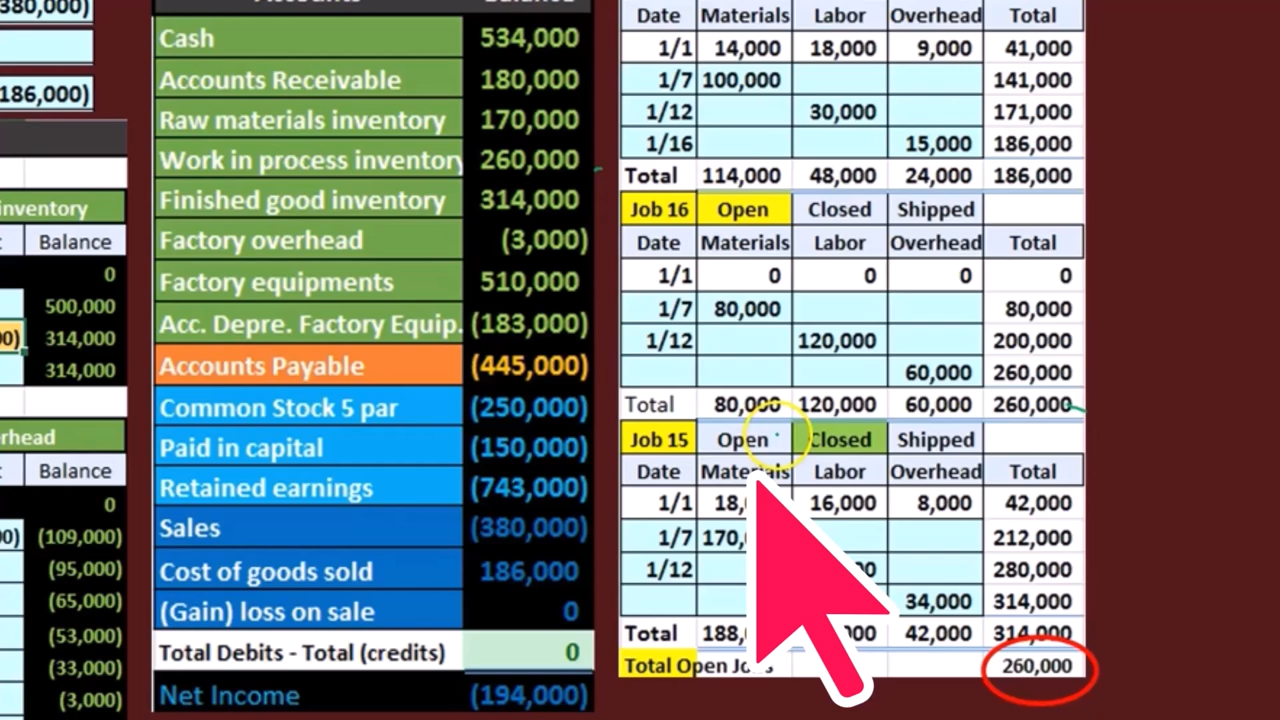 380,000)
186,000)
inventory
Balance
0
500,000
00) 314,000
314,000
rhead
Balance
0
00) (109,000)
(95,000)
(65,000)
(53,000)
(33,000)
(3,000)
Accounts Balance
Cash 534,000
Accounts Receivable 180,000
Raw materials inventory 170,000
Work in process inventory 260,000
Finished good inventory 314,000
Factory overhead (3,000)
Factory equipments 510,000
Acc. Depre. Factory Equip. (183,000)
Accounts Payable (445,000)
Common Stock 5 par (250,000)
Paid in capital (150,000)
Retained earnings (743,000)
Sales (380,000)
Cost of goods sold 186,000
(Gain) loss on sale 0
Total Debits - Total (credits) 0
Net Income (194,000)
Date Materials Labor Overhead Total
1/1 14,000 18,000 9,000 41,000
1/7 100,000 141,000
1/12 30,000 171,000
1/16 15,000 186,000
Total 114,000 48,000 24,000 186,000
Job 16 Open Closed Shipped
Date Materials Labor Overhead Total
1/1 0 0 0 0
1/7 80,000 80,000
1/12 120,000 200,000
60,000 260,000
Total 80,000 120,000 60,000 260,000
Job 15 Open Closed Shipped
Date Materials Labor Overhead Total
1/1 18, 16,000 8,000 42,000
1/7 170, 212,000
1/12 280,000
34,000 314,000
Total 188, 42,000 314,000
Total Open 260,000